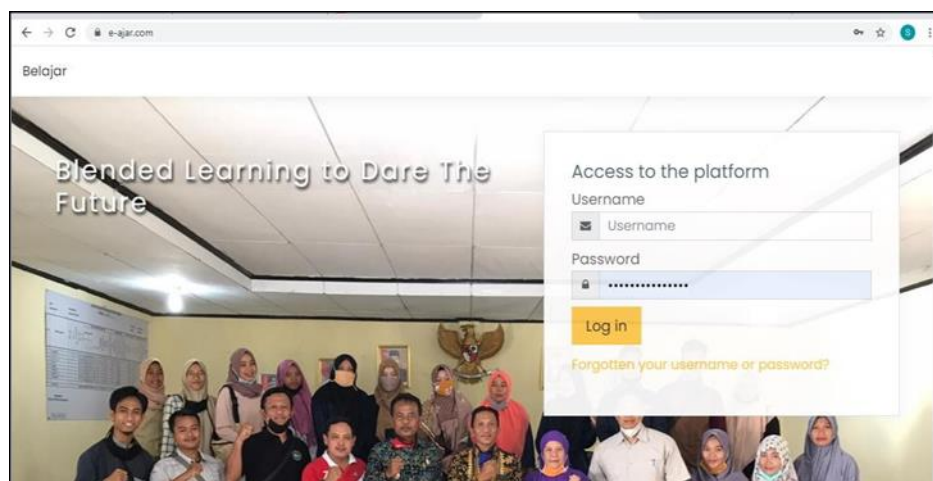 e-ajar.com
S
Belajar
Blended Learning to Dare The
Future
Access to the platform
Username
Username
Password
Log in
Forgotten your username or password?